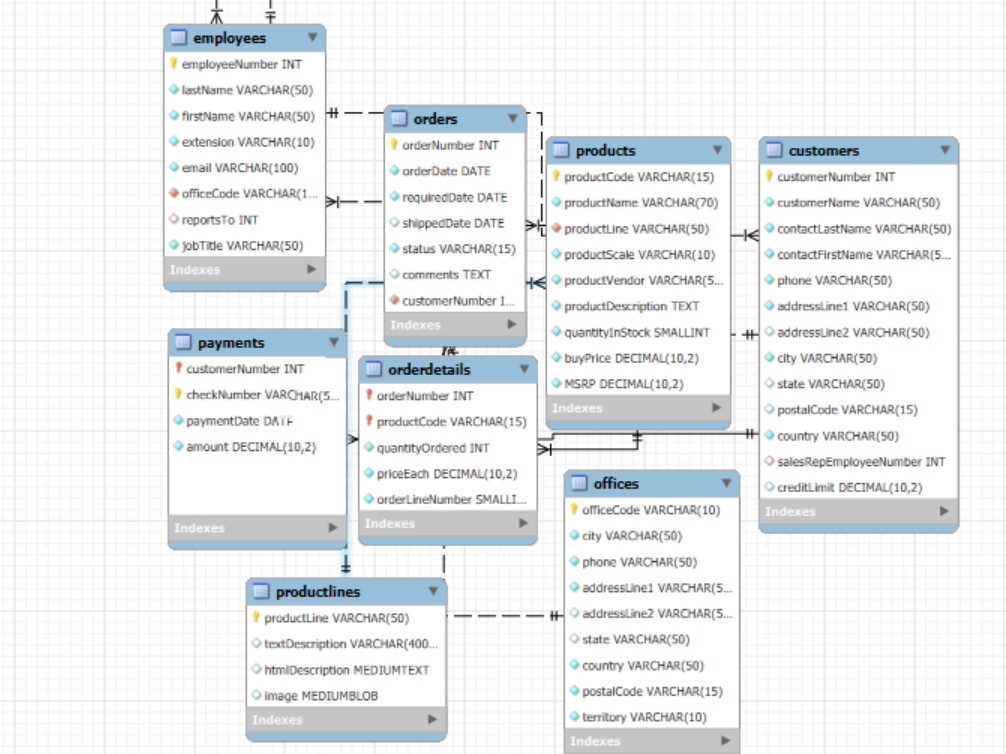 employees
employeeNumber INT
lastName VARCHAR(50)
firstName VARCHAR(50)
extension VARCHAR(10)
email VARCHAR(100)
officeCode VARCHAR(1...
reportsTo INT
jobTitle VARCHAR(50)
Indexes
orders
orderNumber INT
orderDate DATE
requiredDate DATE
shippedDate DATE
status VARCHAR(15)
comments TEXT
customerNumber I...
Indexes
products
productCode VARCHAR(15)
productName VARCHAR(70)
productLine VARCHAR(50)
productScale VARCHAR(10)
productVendor VARCHAR(5...
productDescription TEXT
quantityInStock SMALLINT
buyPrice DECIMAL(10,2)
MSRP DECIMAL(10,2)
Indexes
customers
customerNumber INT
customerName VARCHAR(50)
contactLastName VARCHAR(50)
contactFirstName VARCHAR(5...
phone VARCHAR(50)
addressLine1 VARCHAR(50)
addressLine2 VARCHAR(50)
city VARCHAR(50)
state VARCHAR(50)
postalCode VARCHAR(15)
country VARCHAR(50)
salesRepEmployeeNumber INT
creditLimit DECIMAL(10,2)
Indexes
payments
customerNumber INT
checkNumber VARCHAR(5...
paymentDate DATE
amount DECIMAL(10,2)
Indexes
orderdetails
orderNumber INT
productCode VARCHAR(15)
quantityOrdered INT
priceEach DECIMAL(10,2)
orderLineNumber SMALLI...
Indexes
offices
officeCode VARCHAR(10)
city VARCHAR(50)
phone VARCHAR(50)
addressLine1 VARCHAR(5...
addressLine2 VARCHAR(5...
state VARCHAR(50)
country VARCHAR(50)
postalCode VARCHAR(15)
territory VARCHAR(10)
Indexes
productlines
productLine VARCHAR(50)
textDescription VARCHAR(400...
htmlDescription MEDIUMTEXT
image MEDIUMBLOB
Indexes